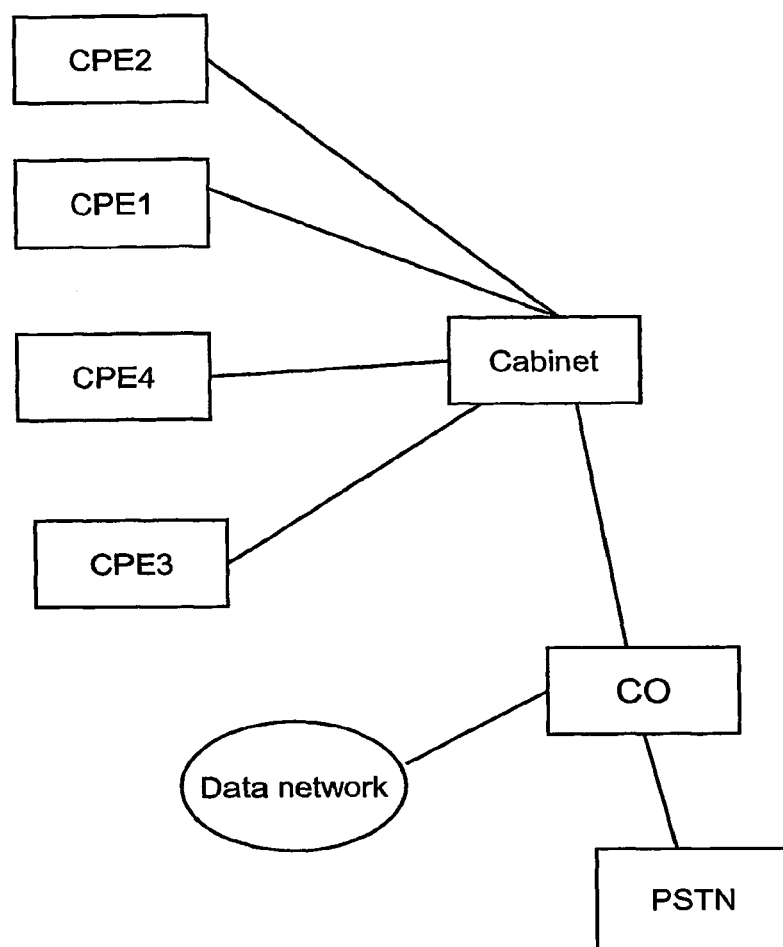 CPE2
CPE1
Cabinet
CPE4
CPE3
CO
Data network
PSTN